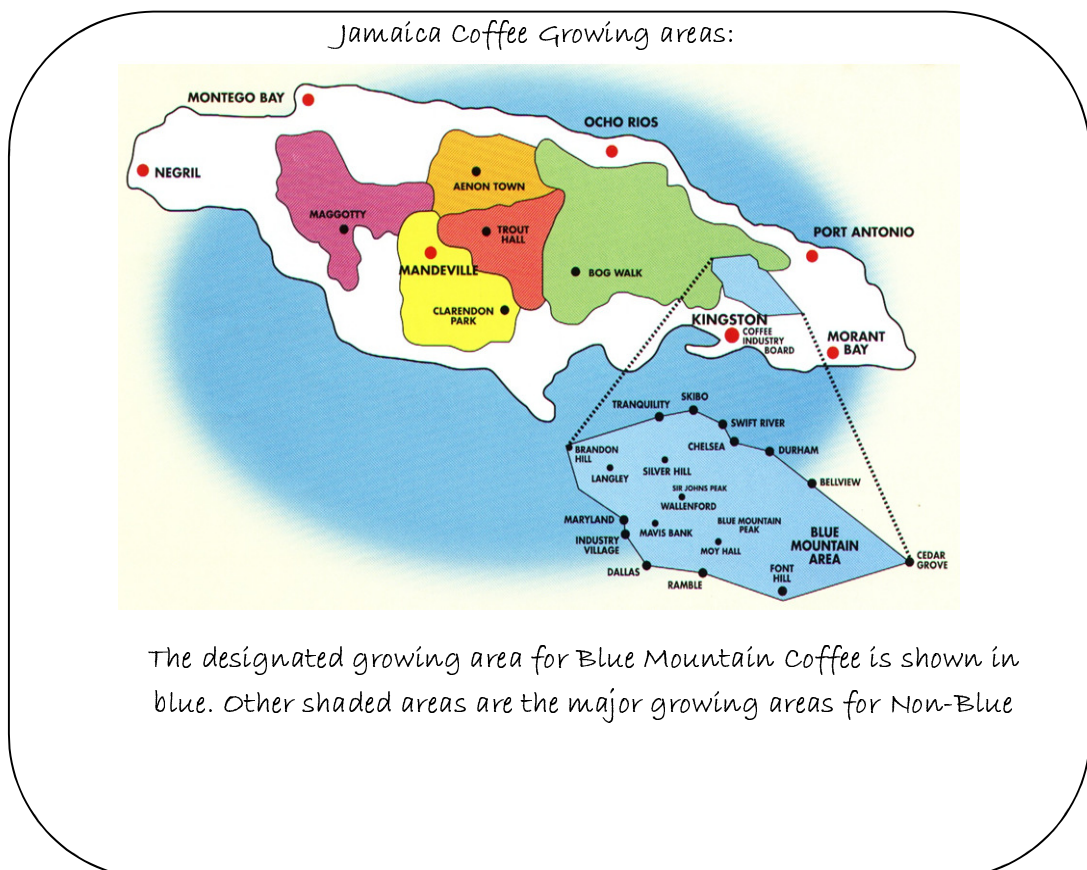 Jamaica Coffee Growing areas:
MONTEGO BAY
OCHO RIOS
NEGRIL
AENON TOWN
MAGGOTTY
TROUT
HALL
PORT ANTONIO
MANDEVILLE
BOG WALK
CLARENDON
PARK
KINGSTON
COFFEE
INDUSTRY
BOARD
MORANT
BAY
SKIBO
TRANQUILITY
SWIFT RIVER
CHELSEA
DURHAM
BRANDON
HILL
SILVER HILL
LANGLEY
BELLVIEW
SIR JOHNS PEAK
WALLENFORD
MARYLAND
BLUE MOUNTAIN
PEAK
MAVIS BANK
BLUE
MOUNTAIN
AREA
INDUSTRY
VILLAGE
MOY HALL
CEDAR
GROVE
DALLAS
FONT
HILL
RAMBLE
The designated growing area for Blue Mountain Coffee is shown in
blue. Other shaded areas are the major growing areas for Non-Blue